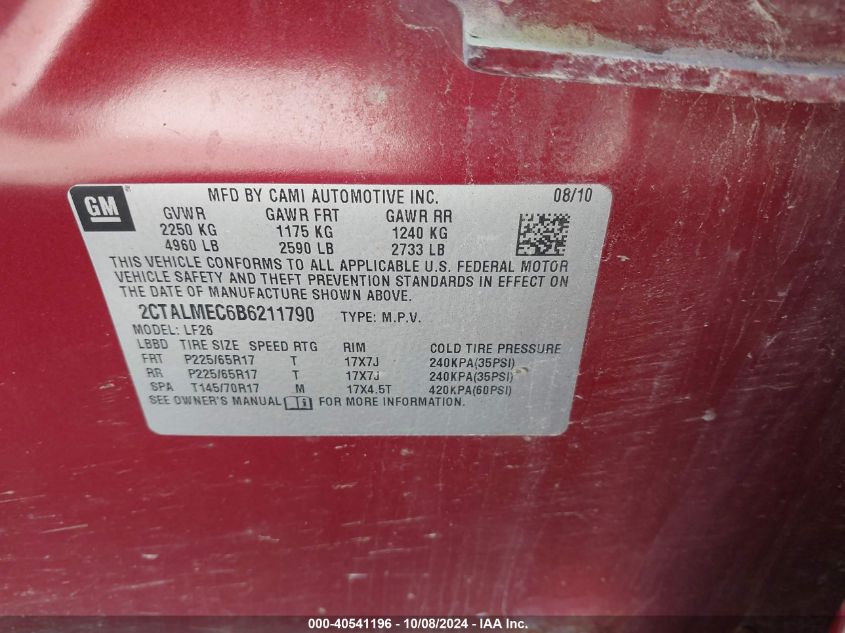 GM
MFD BY CAMI AUTOMOTIVE INC. 08/10
GVWR GAWR FRT GAWR RR
2250 KG 1175 KG 1240 KG
4960 LB 2590 LB 2733 LB
THIS VEHICLE CONFORMS TO ALL APPLICABLE U.S. FEDERAL MOTOR
VEHICLE SAFETY AND THEFT PREVENTION STANDARDS IN EFFECT ON
THE DATE OF MANUFACTURE SHOWN ABOVE.
2CTALMEC6B6211790 TYPE: M.P.V.
MODEL: LF26
LBBD TIRE SIZE SPEED RTG RIM COLD TIRE PRESSURE
FRT P225/65R17 T 17X7J 240KPA(35PSI)
RR P225/65R17 T 17X7J 240KPA(35PSI)
SPA T145/70R17 M 17X4.5T 420KPA(60PSI)
SEE OWNER'S MANUAL FOR MORE INFORMATION.
000-40541196 - 10/08/2024 - IAA Inc.